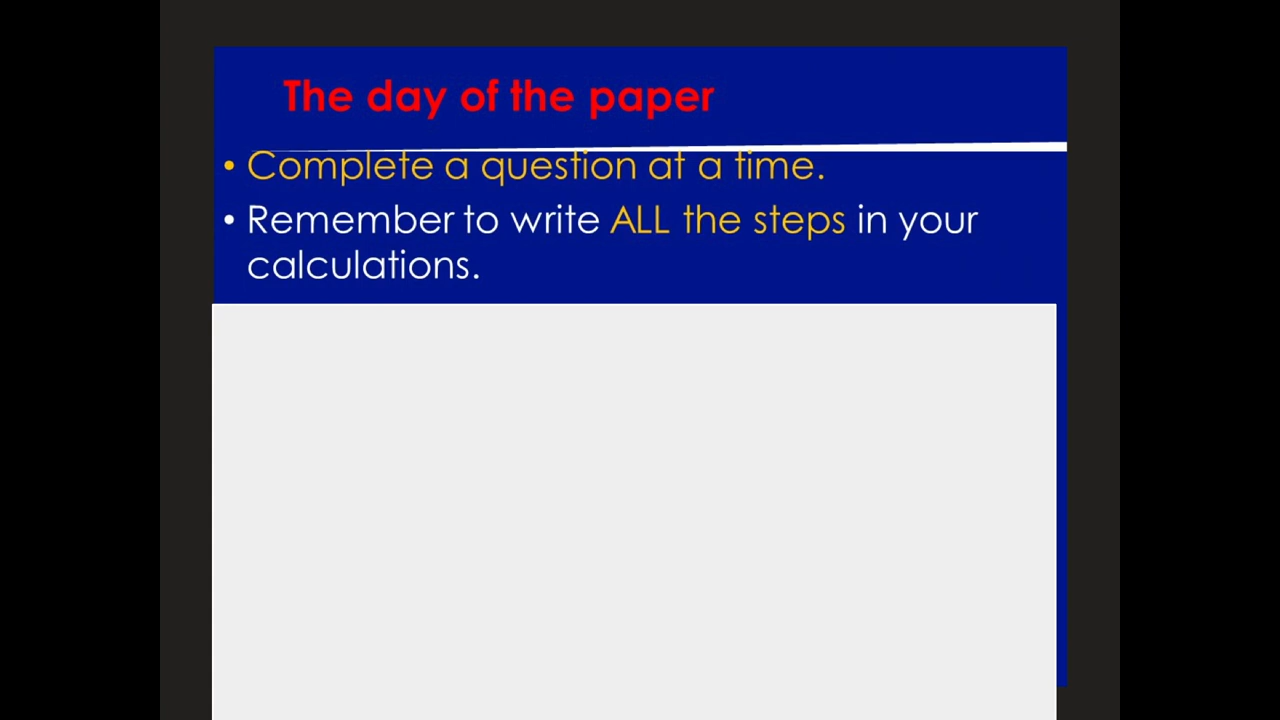 The day of the paper
• Complete a question at a time.
• Remember to write ALL the steps in your
calculations.